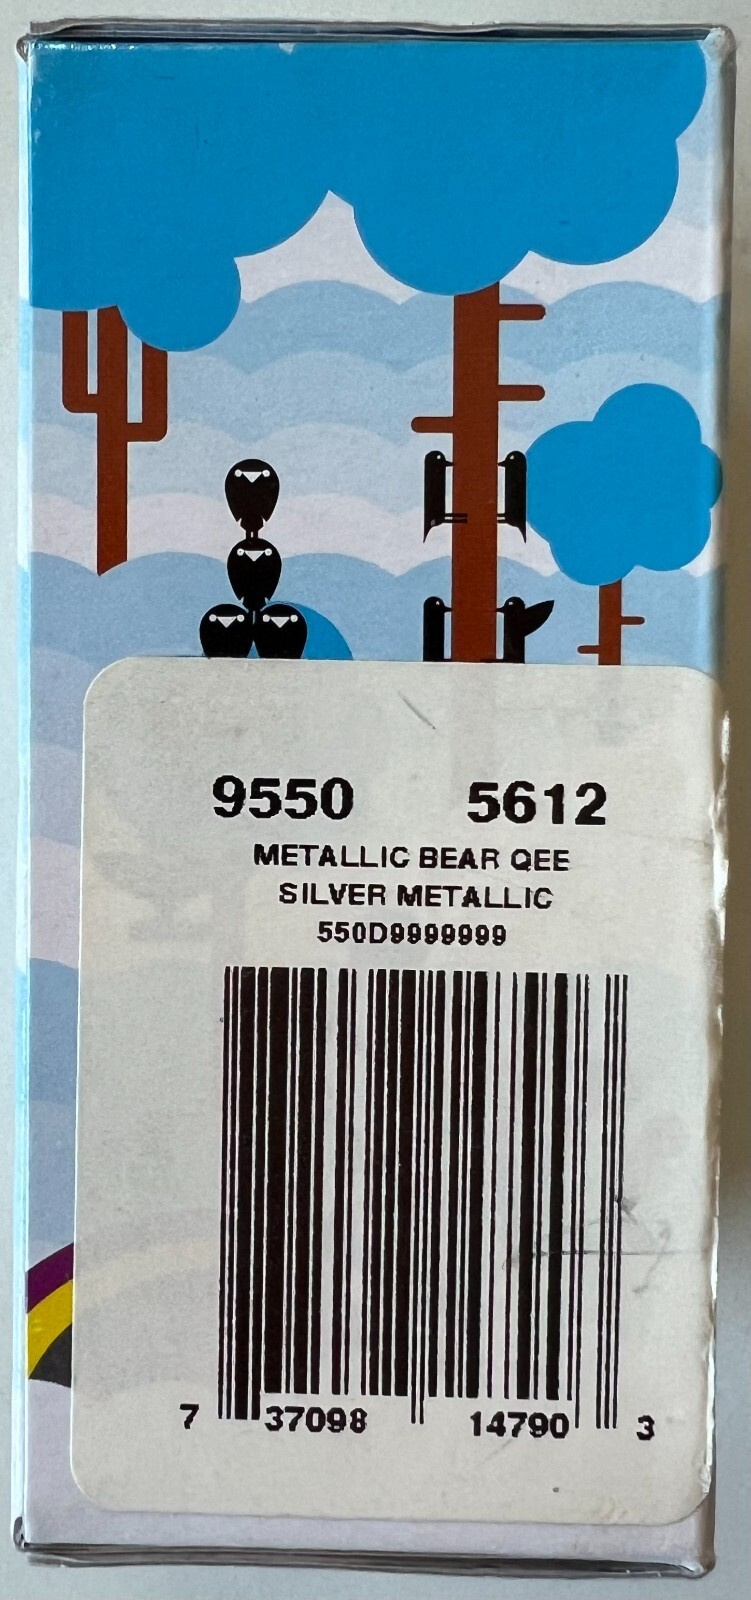 9550 5612
METALLIC BEAR QEE
SILVER METALLIC
550D9999999
7 37098 14790 3